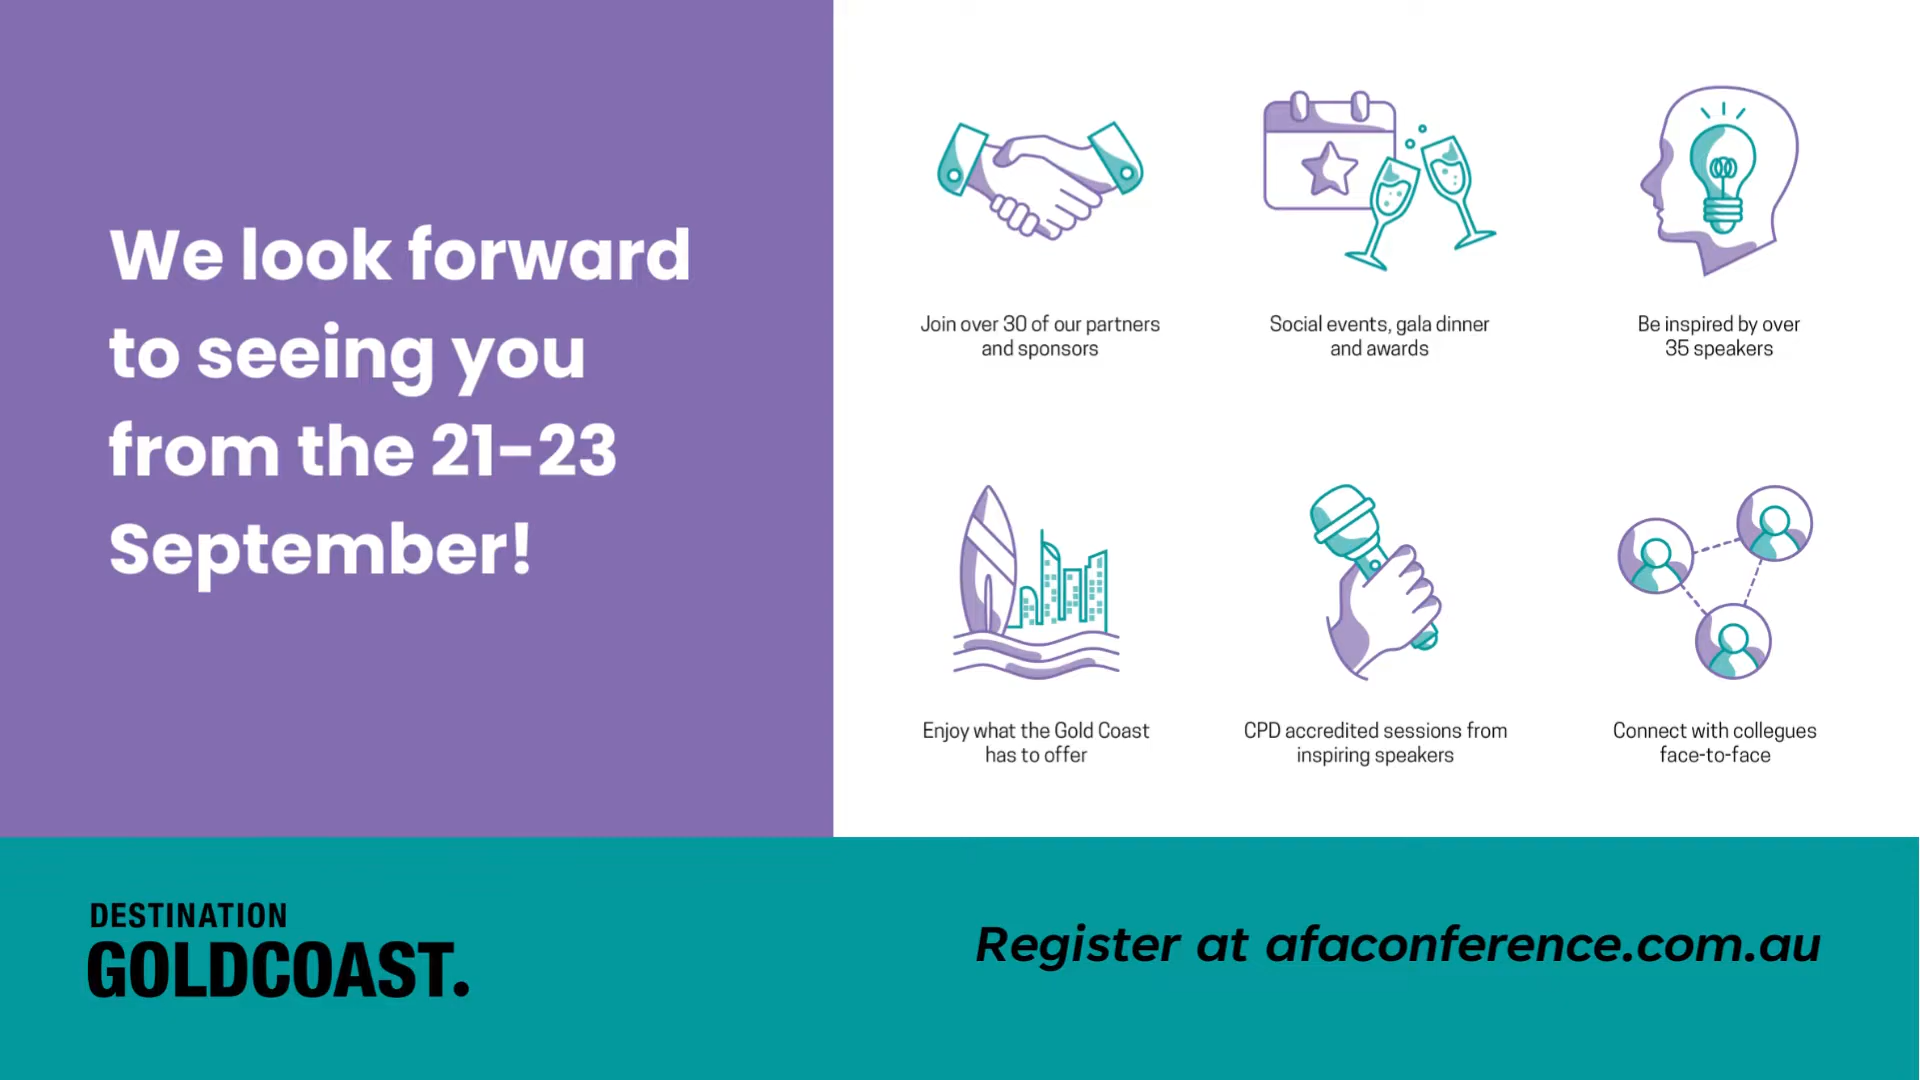 We look forward
to seeing you
from the 21-23
September!
Join over 30 of our partners
and sponsors
Social events, gala dinner
and awards
Be inspired by over
35 speakers
Enjoy what the Gold Coast
has to offer
CPD accredited sessions from
inspiring speakers
Connect with collegues
face-to-face
DESTINATION
GOLDCOAST.
Register at afaconference.com.au